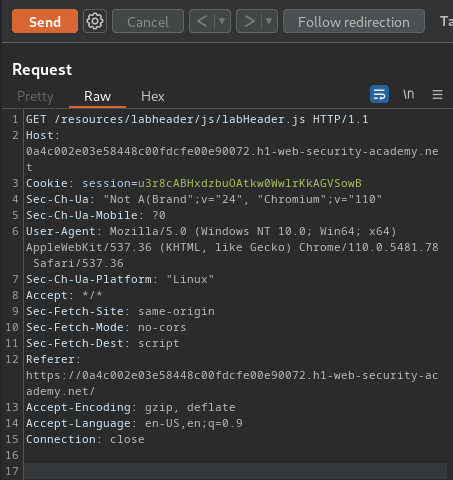 Send Cancel < > Follow redirection Ta
Request
Pretty Raw Hex \n
1 GET /resources/labheader/js/labHeader.js HTTP/1.1
2 Host:
0a4c002e03e58448c00fdcfe00e90072.h1-web-security-academy.ne
t
3 Cookie: session=u3r8cABHxdzbuOAtkw0WwlrKkAGVSowB
4 Sec-Ch-Ua: "Not A(Brand";v="24", "Chromium";v="110"
5 Sec-Ch-Ua-Mobile: ?0
6 User-Agent: Mozilla/5.0 (Windows NT 10.0; Win64; x64)
AppleWebKit/537.36 (KHTML, like Gecko) Chrome/110.0.5481.78
Safari/537.36
7 Sec-Ch-Ua-Platform: "Linux"
8 Accept: */*
9 Sec-Fetch-Site: same-origin
10 Sec-Fetch-Mode: no-cors
11 Sec-Fetch-Dest: script
12 Referer:
https://0a4c002e03e58448c00fdcfe00e90072.h1-web-security-ac
ademy.net/
13 Accept-Encoding: gzip, deflate
14 Accept-Language: en-US,en;q=0.9
15 Connection: close
16
17